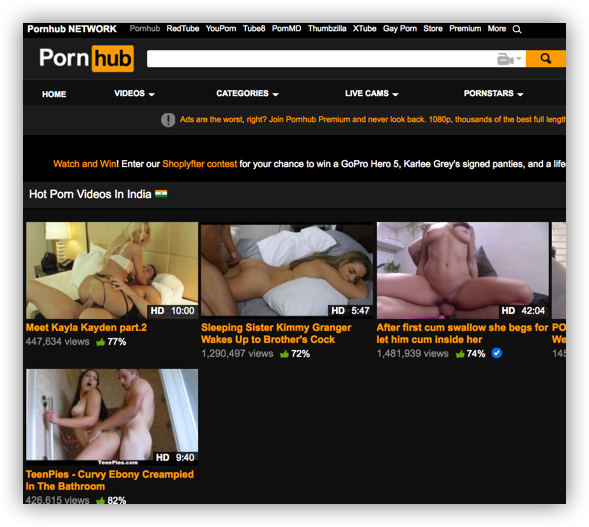 Pornhub NETWORK Pornhub RedTube YouPorn Tube8 PornMD Thumbzilla XTube Gay Porn Store Premium More
Porn hub
HOME VIDEOS CATEGORIES LIVE CAMS PORNSTARS
Ads are the worst, right? Join Pornhub Premium and never look back. 1080p, thousands of the best full length
Watch and Win! Enter our Shoplyfter contest for your chance to win a GoPro Hero 5, Karlee Grey's signed panties, and a life
Hot Porn Videos In India
HD 10:00
HD 5:47
HD 42:04
Meet Kayla Kayden part.2
447,634 views 77%
Sleeping Sister Kimmy Granger
Wakes Up to Brother's Cock
1,290,497 views 72%
After first cum swallow she begs for
let him cum inside her
1,481,939 views 74%
PO
We
145
TeenPies.com
HD 9:40
TeenPies - Curvy Ebony Creampied
In The Bathroom
426,615 views 82%